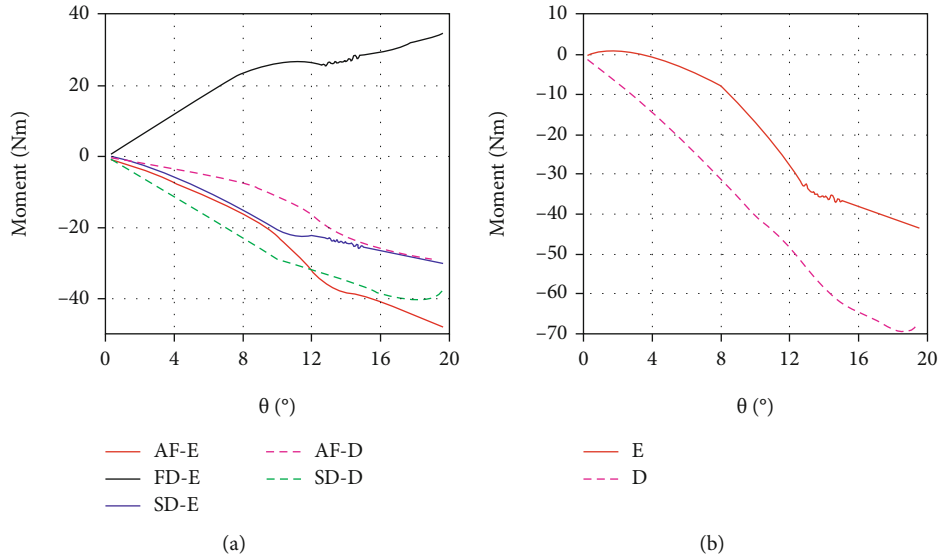 40
20
0
−20
−40
Moment (Nm)
0 4 8 12 16 20
θ (°)
AF-E
FD-E
SD-E
AF-D
SD-D
(a)
10
0
−10
−20
−30
−40
−50
−60
−70
Moment (Nm)
0 4 8 12 16 20
θ (°)
E
D
(b)